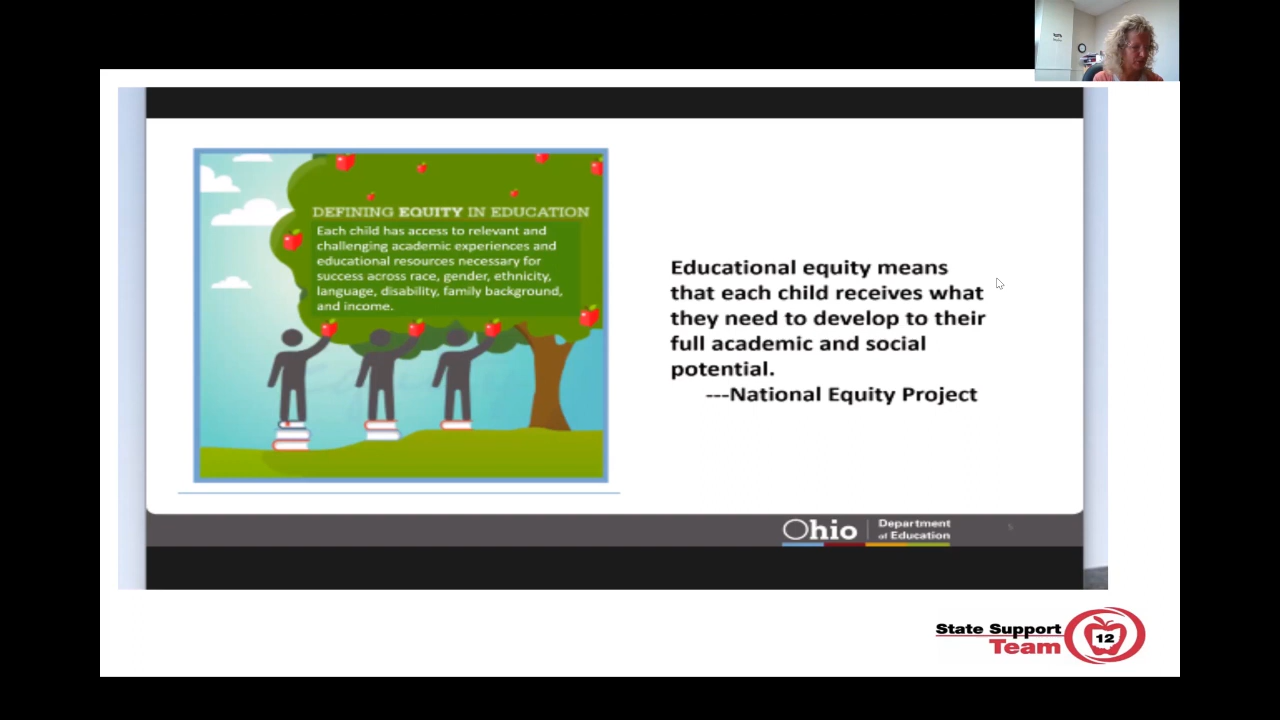 DEFINING EQUITY IN EDUCATION
Each child has access to relevant and
challenging academic experiences and
educational resources necessary for
success across race, gender, ethnicity,
language, disability, family background,
and income.
Educational equity means
that each child receives what
they need to develop to their
full academic and social
potential.
---National Equity Project
Ohio
Department
of Education
State Support
Team
12